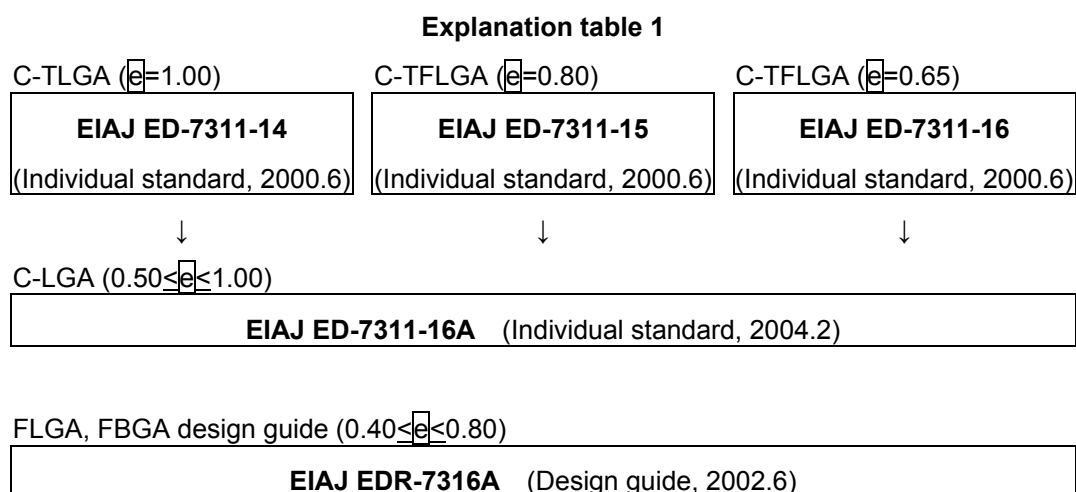 Explanation table 1
C-TLGA (e=1.00) C-TFLGA (e=0.80) C-TFLGA (e=0.65)
EIAJ ED-7311-14 EIAJ ED-7311-15 EIAJ ED-7311-16
(Individual standard, 2000.6) (Individual standard, 2000.6) (Individual standard, 2000.6)
↓ ↓ ↓
C-LGA (0.50≤e≤1.00)
EIAJ ED-7311-16A (Individual standard, 2004.2)
FLGA, FBGA design guide (0.40≤e≤0.80)
EIAJ EDR-7316A (Design guide, 2002.6)